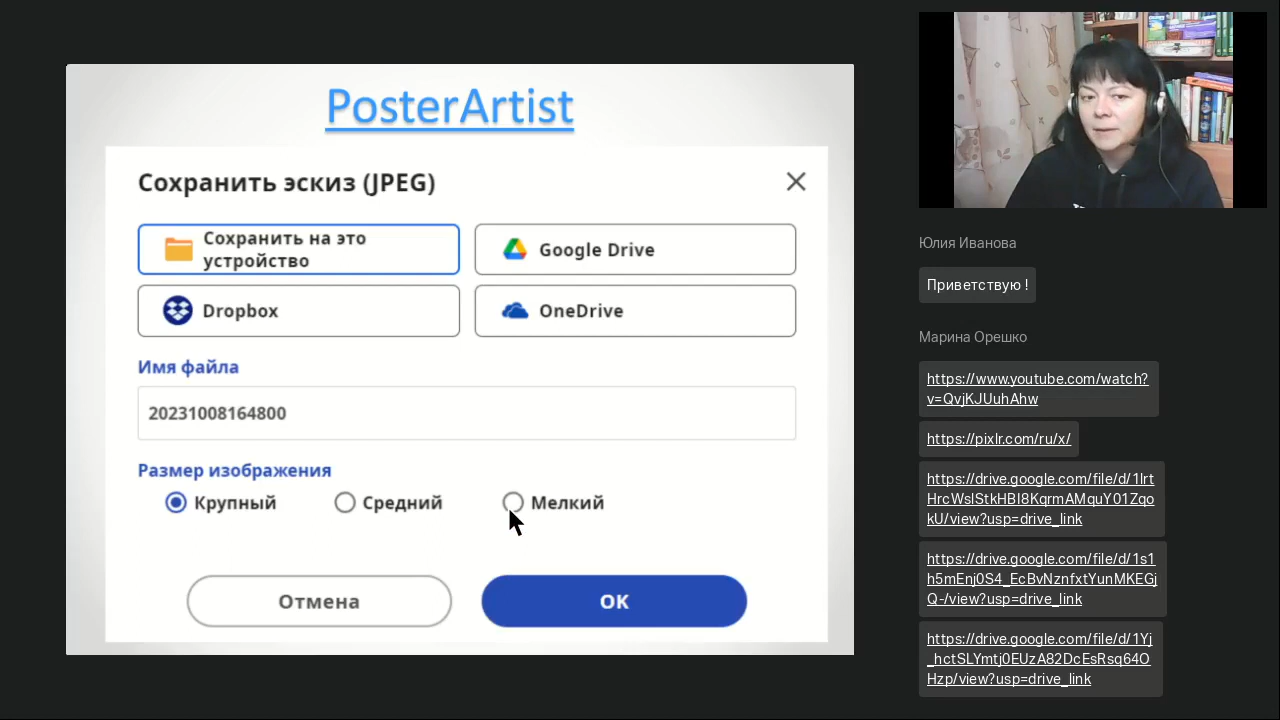 PosterArtist
Сохранить эскиз (JPEG)
Сохранить на это
устройство
Google Drive
Dropbox
OneDrive
Имя файла
20231008164800
Размер изображения
Крупный
Средний
Мелкий
Отмена
OK
Юлия Иванова
Приветствую !
Марина Орешко
https://www.youtube.com/watch?
v=QvjKJUuhAhw
https://pixlr.com/ru/x/
https://drive.google.com/file/d/1Irt
HrcWslStkHBI8KqrmAMquY01Zqo
kU/view?usp=drive_link
https://drive.google.com/file/d/1s1
h5mEnj0S4_EcBvNznfxtYunMKEGj
Q-/view?usp=drive_link
https://drive.google.com/file/d/1Yj
_hctSLYmtj0EUzA82DcEsRsq64O
Hzp/view?usp=drive_link